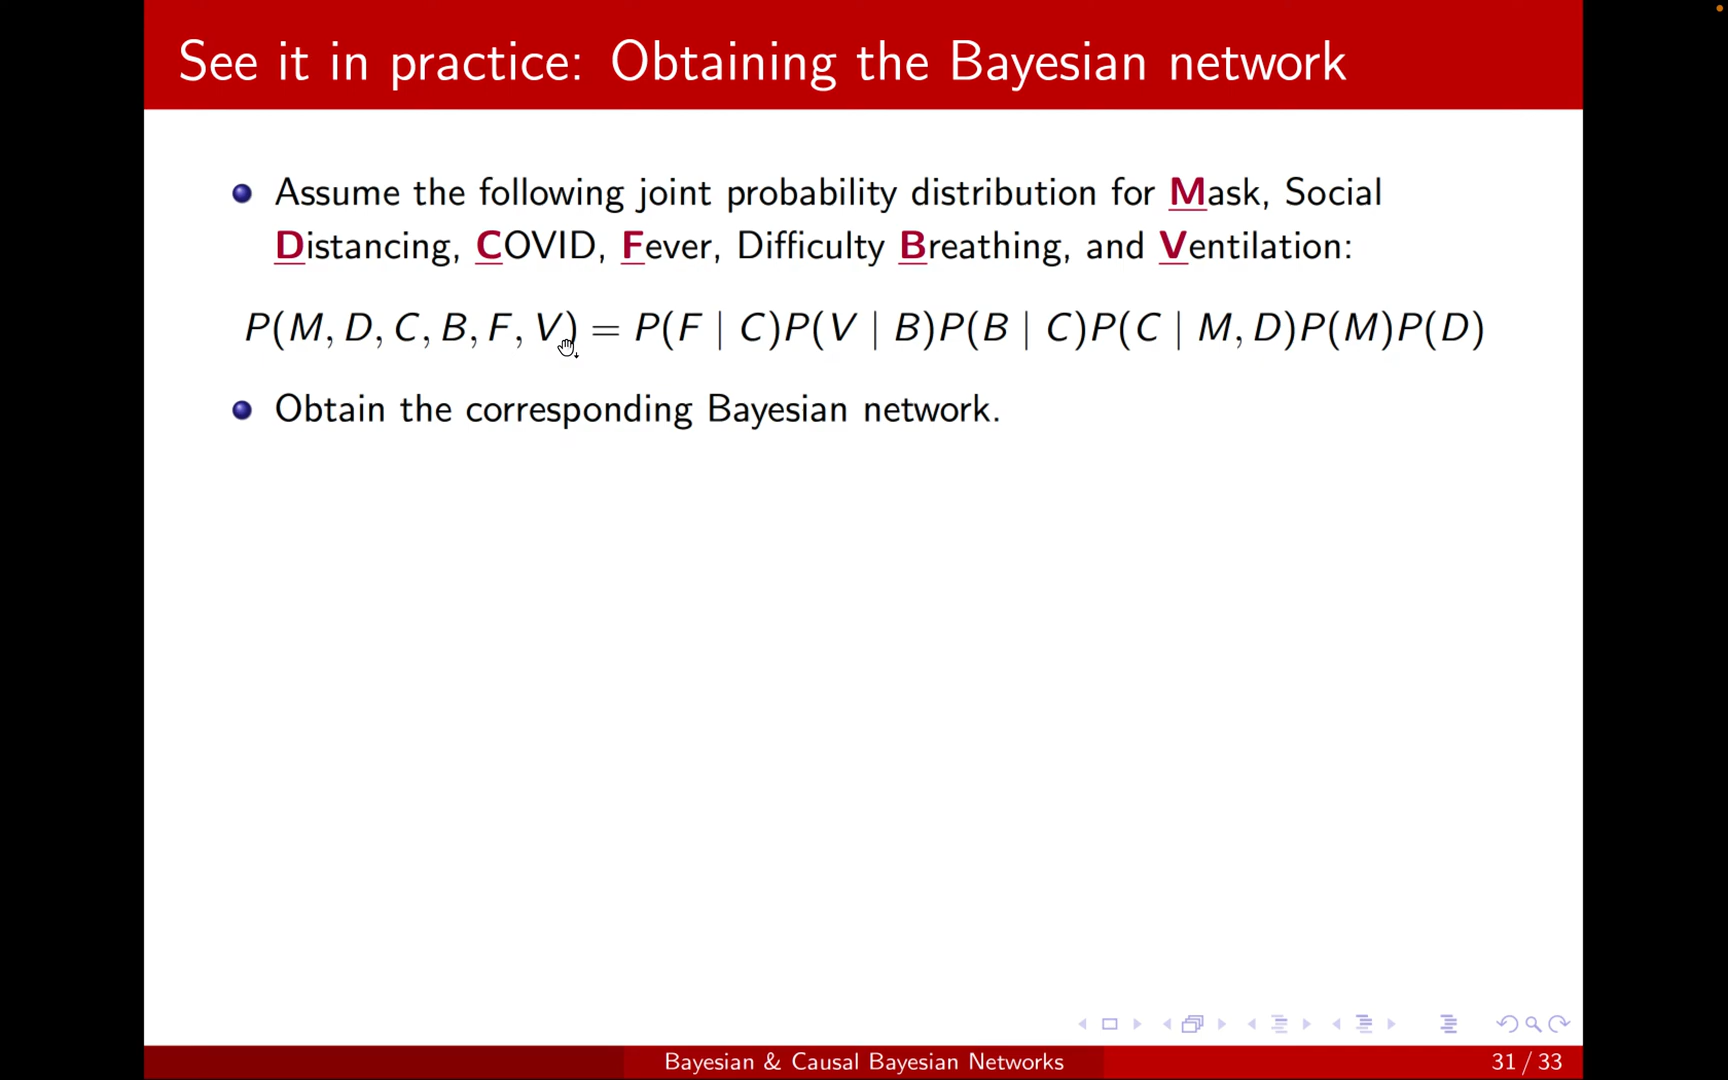 See it in practice: Obtaining the Bayesian network
Assume the following joint probability distribution for Mask, Social
Distancing, COVID, Fever, Difficulty Breathing, and Ventilation:
P(M, D, C, B, F, V) = P(F | C)P(V | B)P(B | C)P(C | M, D)P(M)P(D)
Obtain the corresponding Bayesian network.
Bayesian & Causal Bayesian Networks
31 / 33